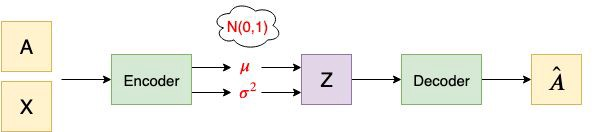 A
X
Encoder
N(0,1)
μ
σ²
Z
Decoder
Â